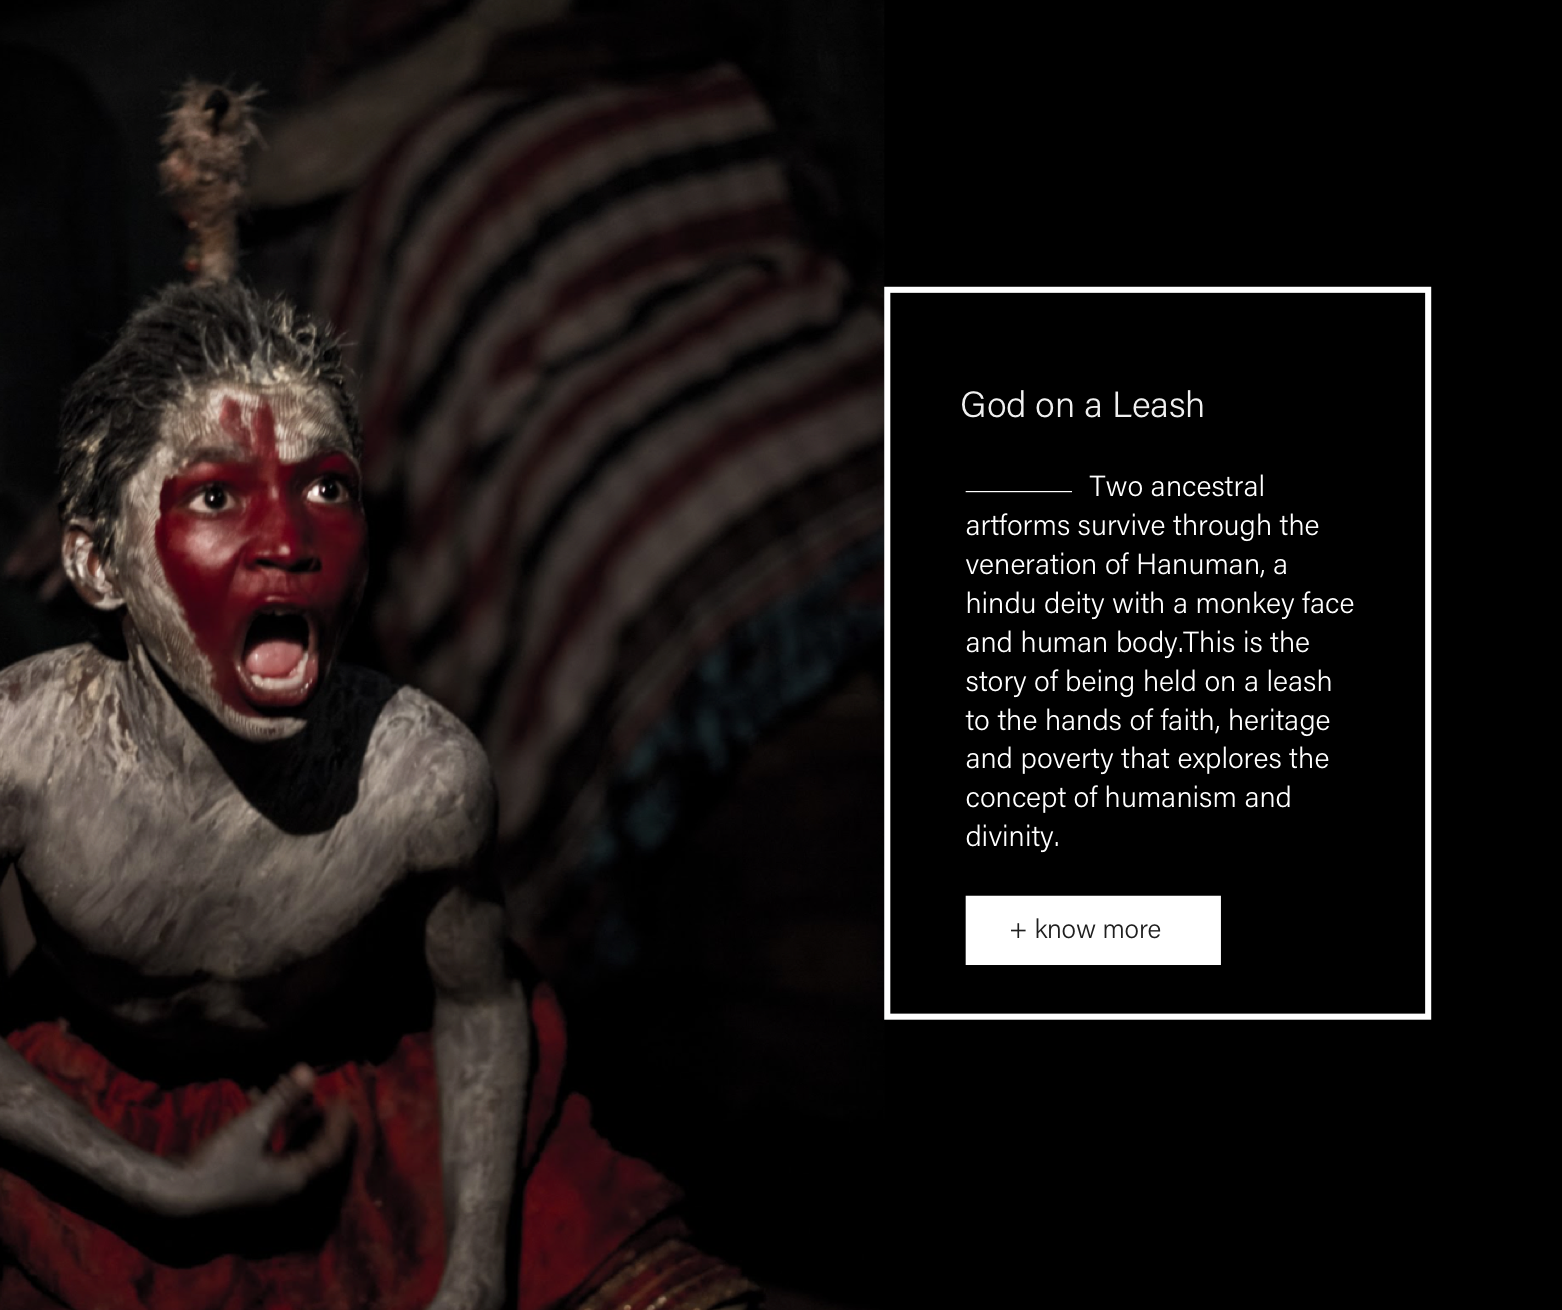 God on a Leash
Two ancestral
artforms survive through the
veneration of Hanuman, a
hindu deity with a monkey face
and human body.This is the
story of being held on a leash
to the hands of faith, heritage
and poverty that explores the
concept of humanism and
divinity.
+ know more